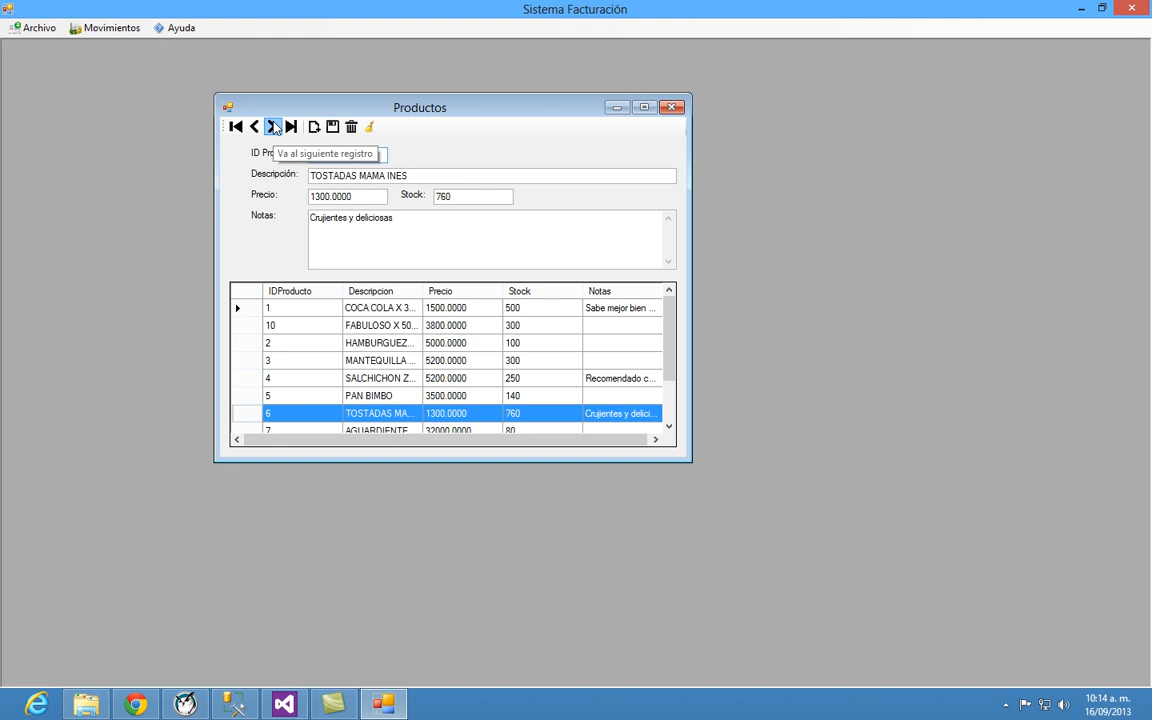 Sistema Facturación
Archivo Movimientos Ayuda
Productos
ID Pro
Va al siguiente registro
Descripción: TOSTADAS MAMA INES
Precio: 1300.0000 Stock: 760
Notas: Crujientes y deliciosas
IDProducto Descripcion Precio Stock Notas
1 COCA COLA X 3... 1500.0000 500 Sabe mejor bien ...
10 FABULOSO X 50... 3800.0000 300
2 HAMBURGUEZ... 5000.0000 100
3 MANTEQUILLA ... 5200.0000 300
4 SALCHICHON Z... 5200.0000 250 Recomendado c...
5 PAN BIMBO 3500.0000 140
6 TOSTADAS MA... 1300.0000 760 Crujientes y delici...
7 AGUARDIENTE 32000.0000 80
10:14 a. m.
16/09/2013